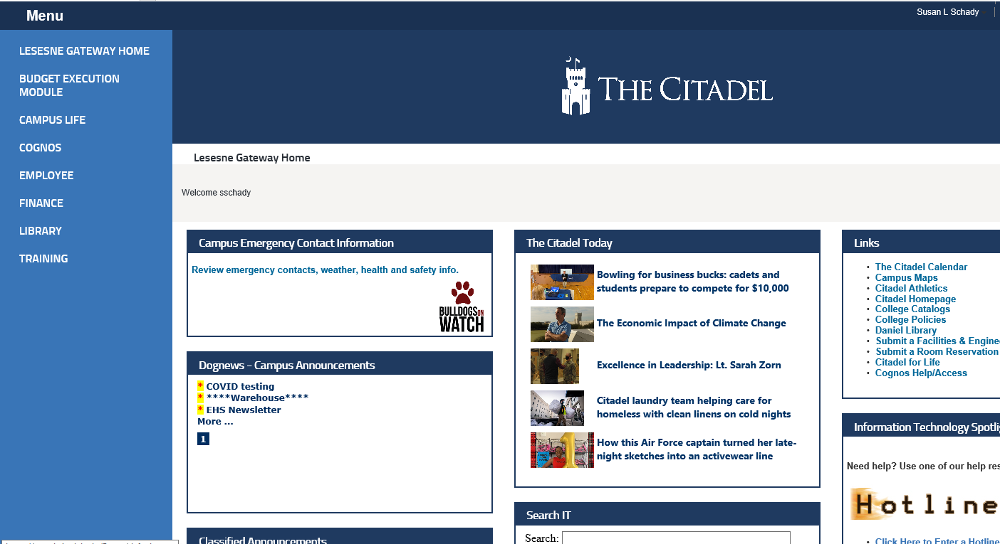 Menu
Susan L Schady
LESESNE GATEWAY HOME
BUDGET EXECUTION
MODULE
CAMPUS LIFE
COGNOS
EMPLOYEE
FINANCE
LIBRARY
TRAINING
THE CITADEL
Lesesne Gateway Home
Welcome sschady
Campus Emergency Contact Information
Review emergency contacts, weather, health and safety info.
BULLDOGS ON
WATCH
Dognews – Campus Announcements
* COVID testing
* ****Warehouse****
* EHS Newsletter
More ...
1
Classified Announcements
The Citadel Today
Bowling for business bucks: cadets and
students prepare to compete for $10,000
The Economic Impact of Climate Change
Excellence in Leadership: Lt. Sarah Zorn
Citadel laundry team helping care for
homeless with clean linens on cold nights
How this Air Force captain turned her late-
night sketches into an activewear line
Search IT
Search:
Links
• The Citadel Calendar
• Campus Maps
• Citadel Athletics
• Citadel Homepage
• College Catalogs
• College Policies
• Daniel Library
• Submit a Facilities & Engine
• Submit a Room Reservation
• Citadel for Life
• Cognos Help/Access
Information Technology Spotli
Need help? Use one of our help res
Hotline
• Click Here to Enter a Hotline